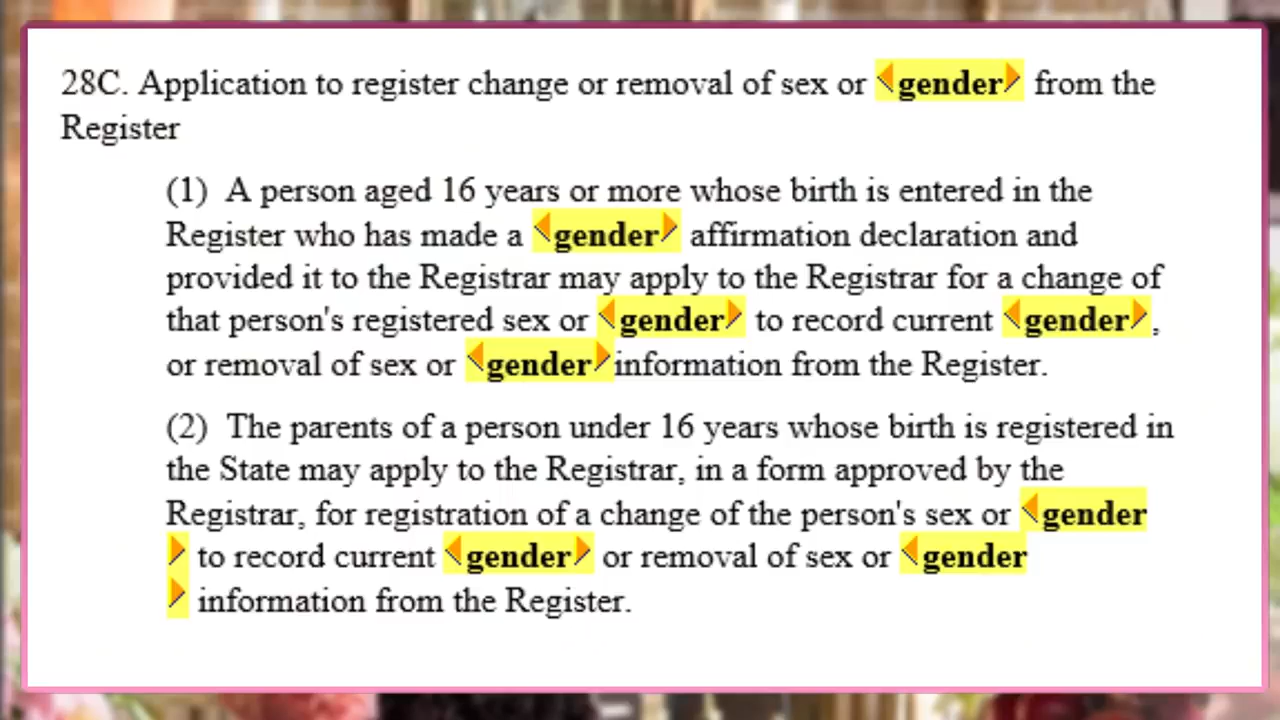 28C. Application to register change or removal of sex or gender from the
Register
(1) A person aged 16 years or more whose birth is entered in the
Register who has made a gender affirmation declaration and
provided it to the Registrar may apply to the Registrar for a change of
that person's registered sex or gender to record current gender,
or removal of sex or gender information from the Register.
(2) The parents of a person under 16 years whose birth is registered in
the State may apply to the Registrar, in a form approved by the
Registrar, for registration of a change of the person's sex or gender
to record current gender or removal of sex or gender
information from the Register.